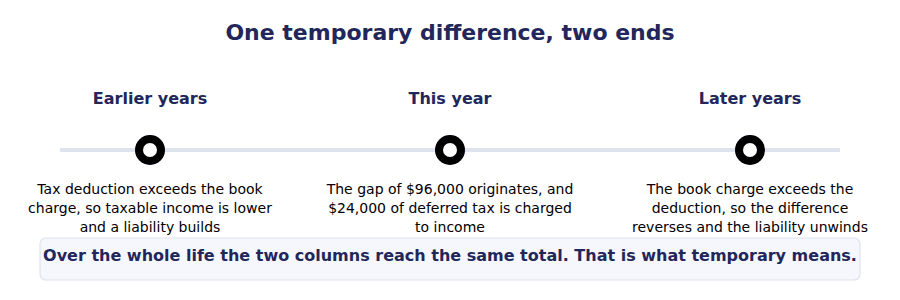 One temporary difference, two ends
Earlier years
This year
Later years
Tax deduction exceeds the book
charge, so taxable income is lower
and a liability builds
The gap of $96,000 originates, and
$24,000 of deferred tax is charged
to income
The book charge exceeds the
deduction, so the difference
reverses and the liability unwinds
Over the whole life the two columns reach the same total. That is what temporary means.